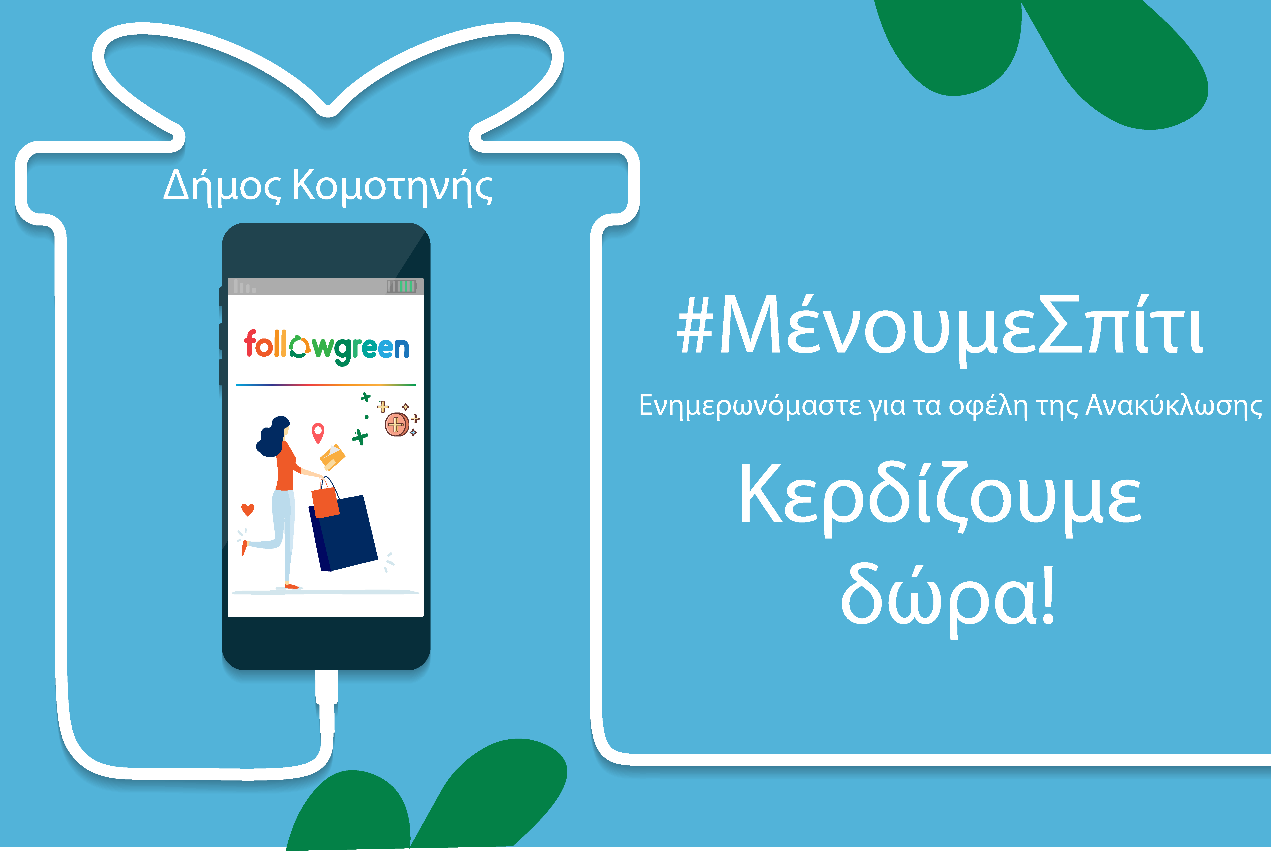 Δήμος Κομοτηνής
followgreen
#ΜένουμεΣπίτι
Ενημερωνόμαστε για τα οφέλη της Ανακύκλωσης
Κερδίζουμε
δώρα!